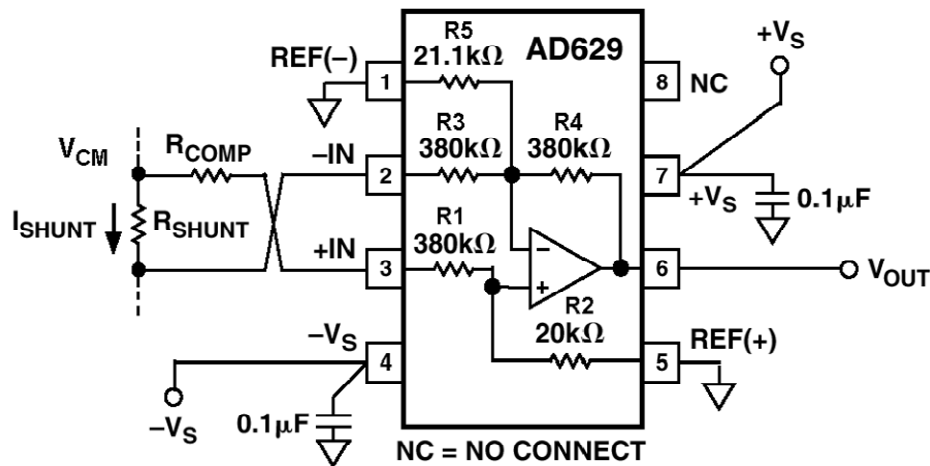 R5
21.1kΩ
AD629
+VS
REF(−)
1
8
NC
R3
380kΩ
R4
380kΩ
VCM
RCOMP
−IN
2
7
+VS
0.1μF
ISHUNT
RSHUNT
R1
380kΩ
+IN
3
−
+
6
VOUT
R2
20kΩ
−VS
4
5
REF(+)
−VS
0.1μF
NC = NO CONNECT